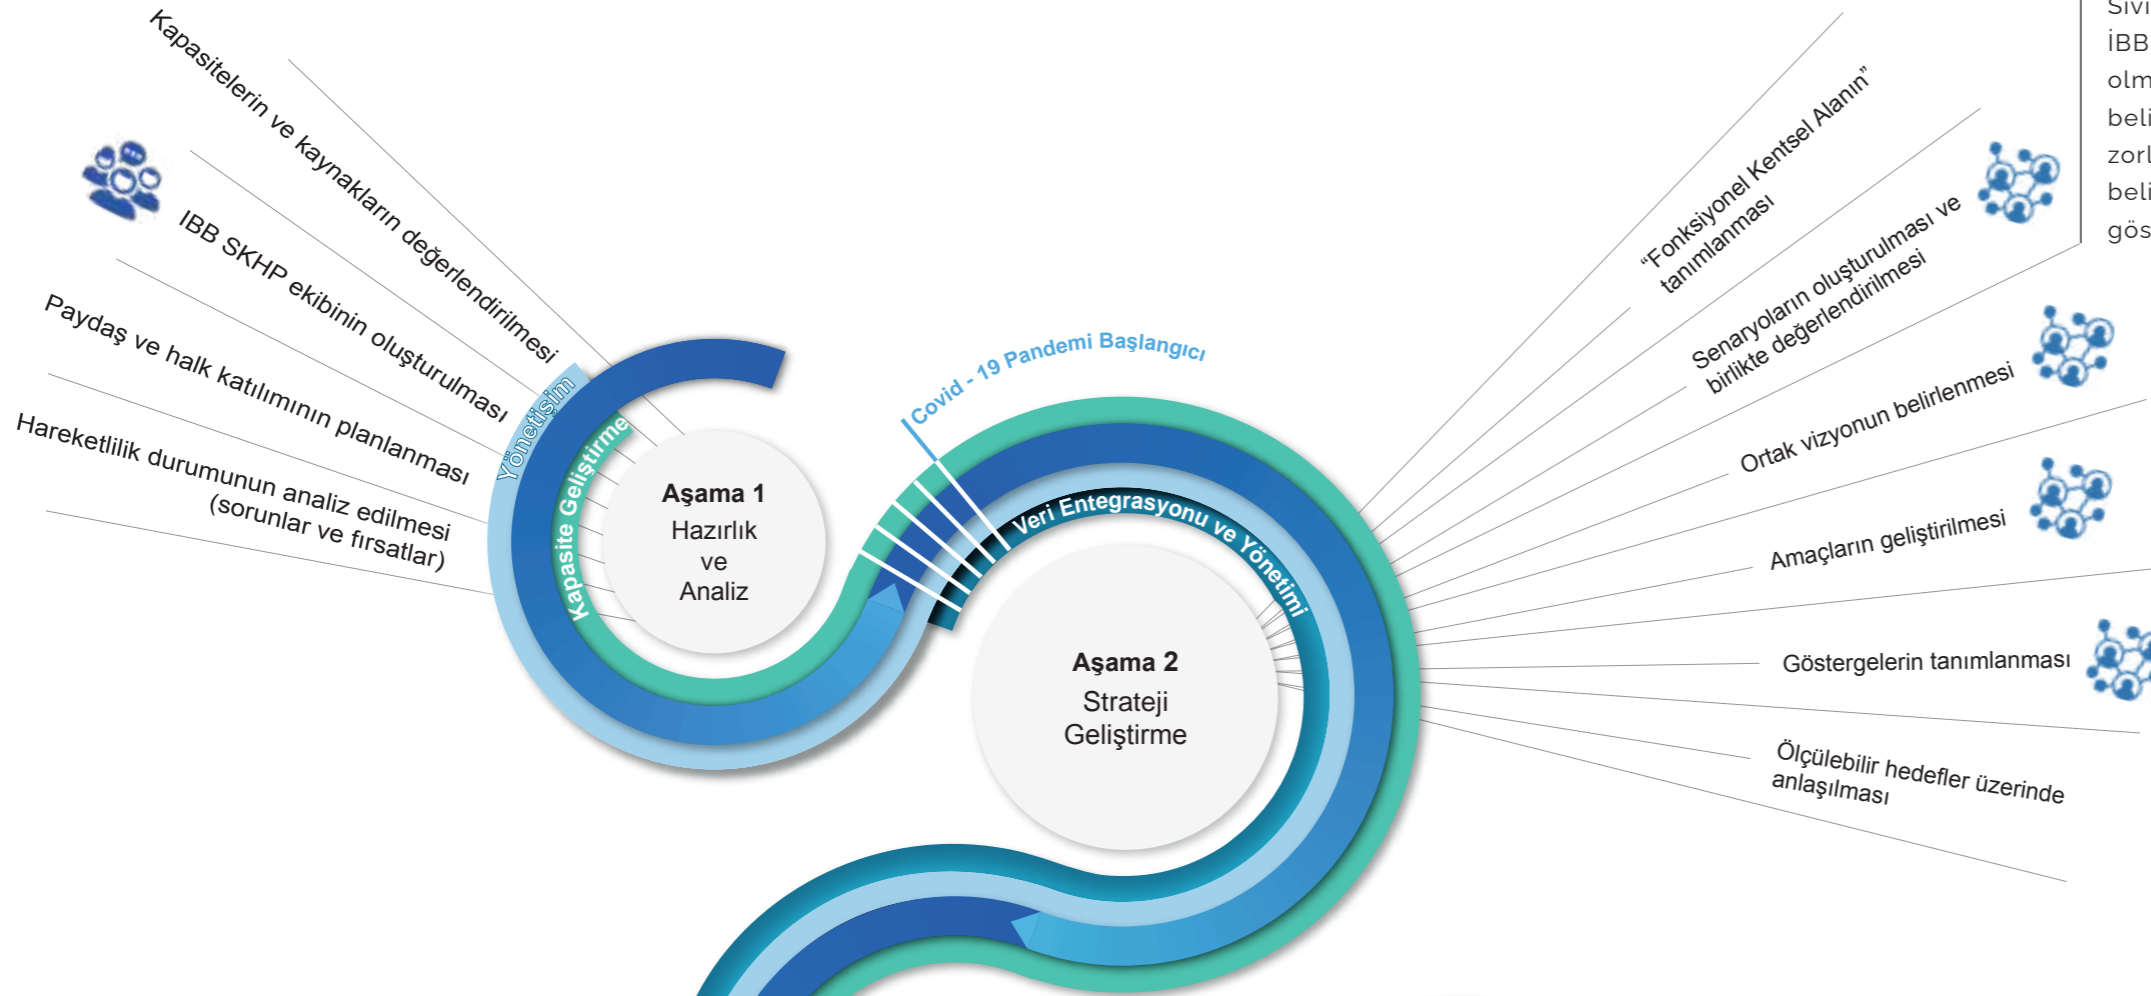 Kapasitelerin ve kaynakların değerlendirilmesi
IBB SKHP ekibinin oluşturulması
Paydaş ve halk katılımının planlanması
Hareketlilik durumunun analiz edilmesi
(sorunlar ve fırsatlar)
Yönetişim
Kapasite Geliştirme
Aşama 1
Hazırlık
ve
Analiz
Covid - 19 Pandemi Başlangıcı
Veri Entegrasyonu ve Yönetimi
Aşama 2
Strateji
Geliştirme
“Fonksiyonel Kentsel Alanın”
tanımlanması
Senaryoların oluşturulması ve
birlikte değerlendirilmesi
Ortak vizyonun belirlenmesi
Amaçların geliştirilmesi
Göstergelerin tanımlanması
Ölçülebilir hedefler üzerinde
anlaşılması
İBB